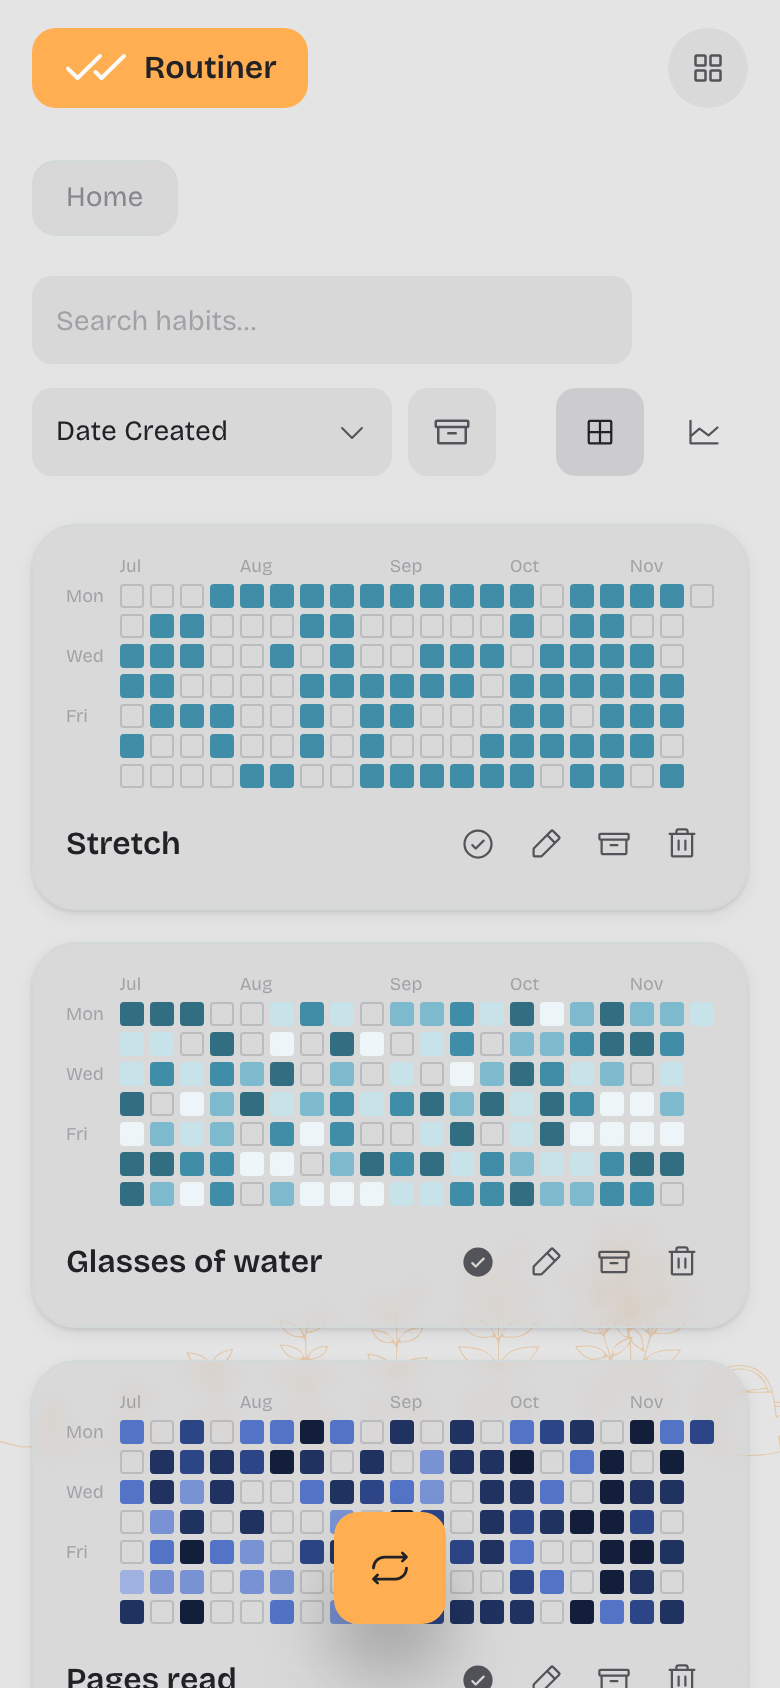 Routiner
Home
Search habits...
Date Created
Jul Aug Sep Oct Nov
Mon
Wed
Fri
Stretch
Jul Aug Sep Oct Nov
Mon
Wed
Fri
Glasses of water
Jul Aug Sep Oct Nov
Mon
Wed
Fri
Pages read